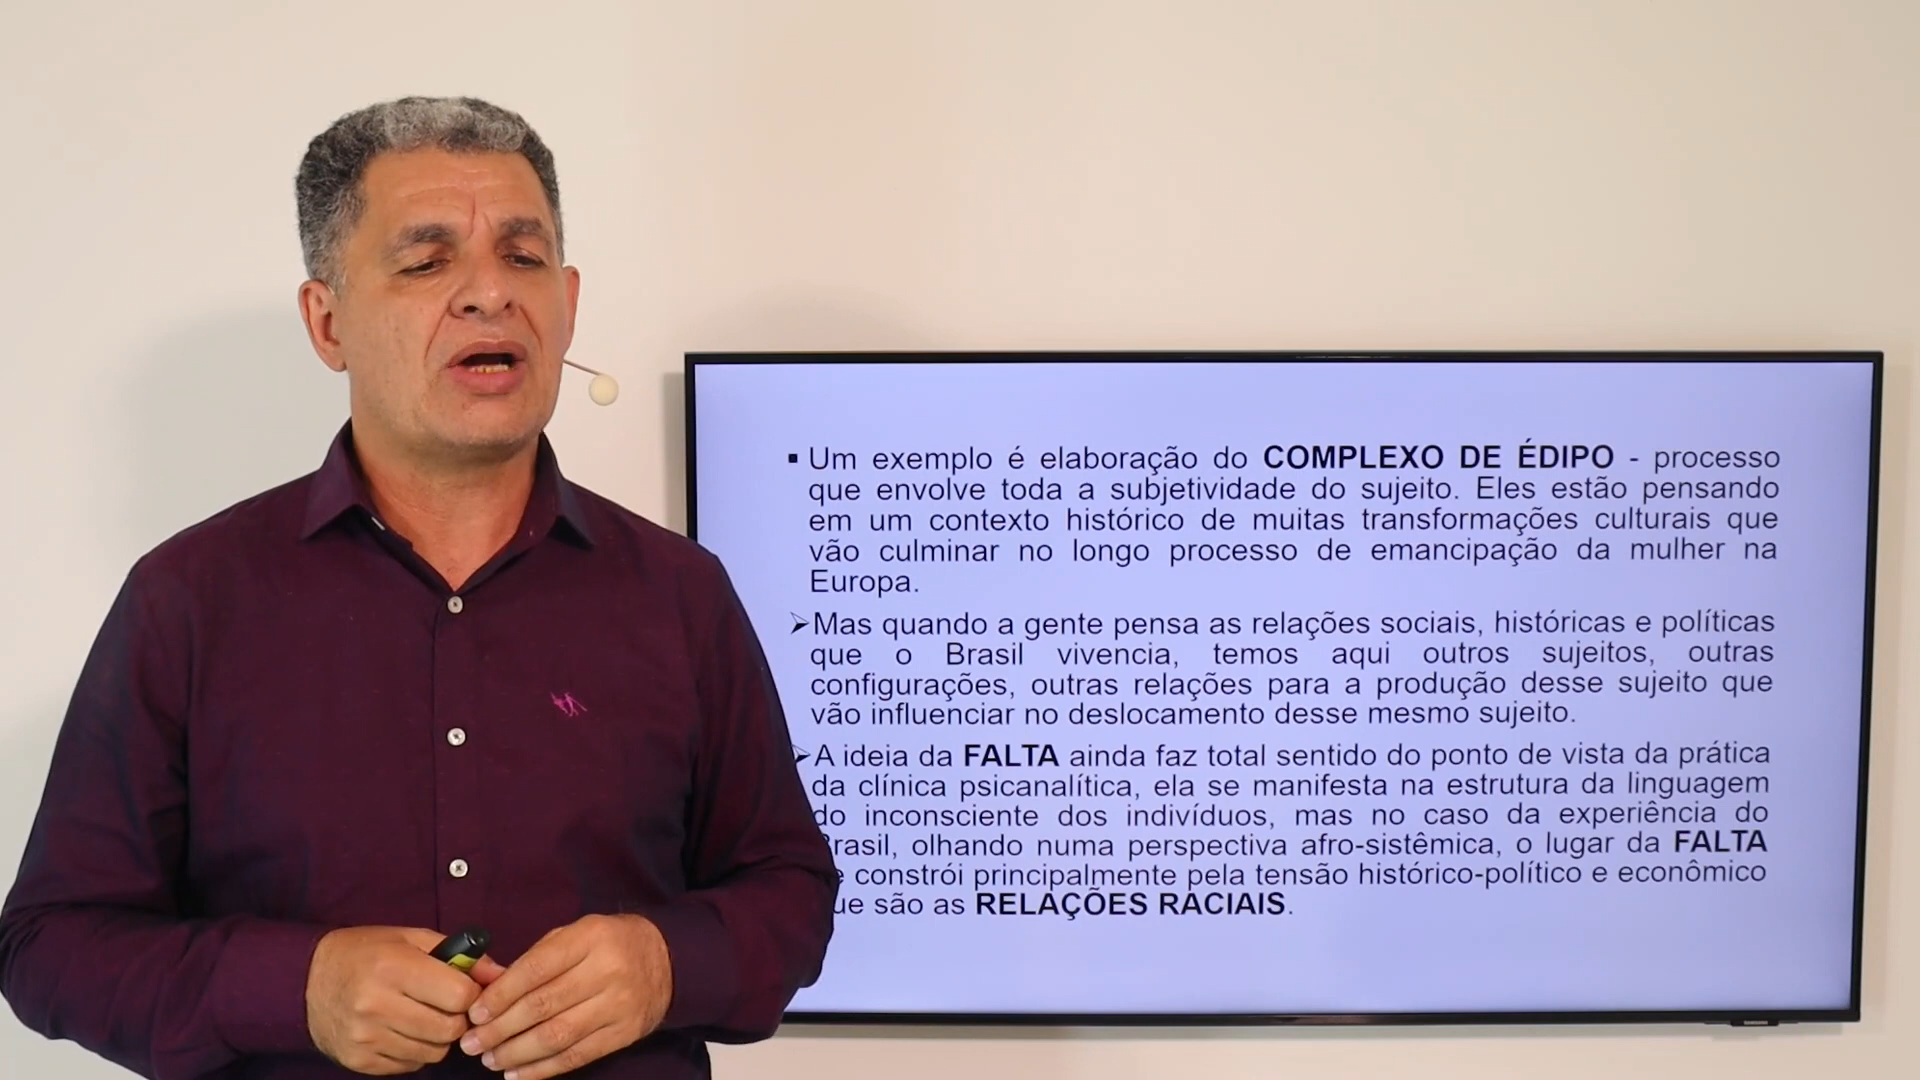 ▪ Um exemplo é elaboração do COMPLEXO DE ÉDIPO - processo
que envolve toda a subjetividade do sujeito. Eles estão pensando
em um contexto histórico de muitas transformações culturais que
vão culminar no longo processo de emancipação da mulher na
Europa.
➢Mas quando a gente pensa as relações sociais, históricas e políticas
que o Brasil vivencia, temos aqui outros sujeitos, outras
configurações, outras relações para a produção desse sujeito que
vão influenciar no deslocamento desse mesmo sujeito.
➢A ideia da FALTA ainda faz total sentido do ponto de vista da prática
da clínica psicanalítica, ela se manifesta na estrutura da linguagem
do inconsciente dos indivíduos, mas no caso da experiência do
rasil, olhando numa perspectiva afro-sistêmica, o lugar da FALTA
e constrói principalmente pela tensão histórico-político e econômico
ue são as RELAÇÕES RACIAIS.
SAMSUNG